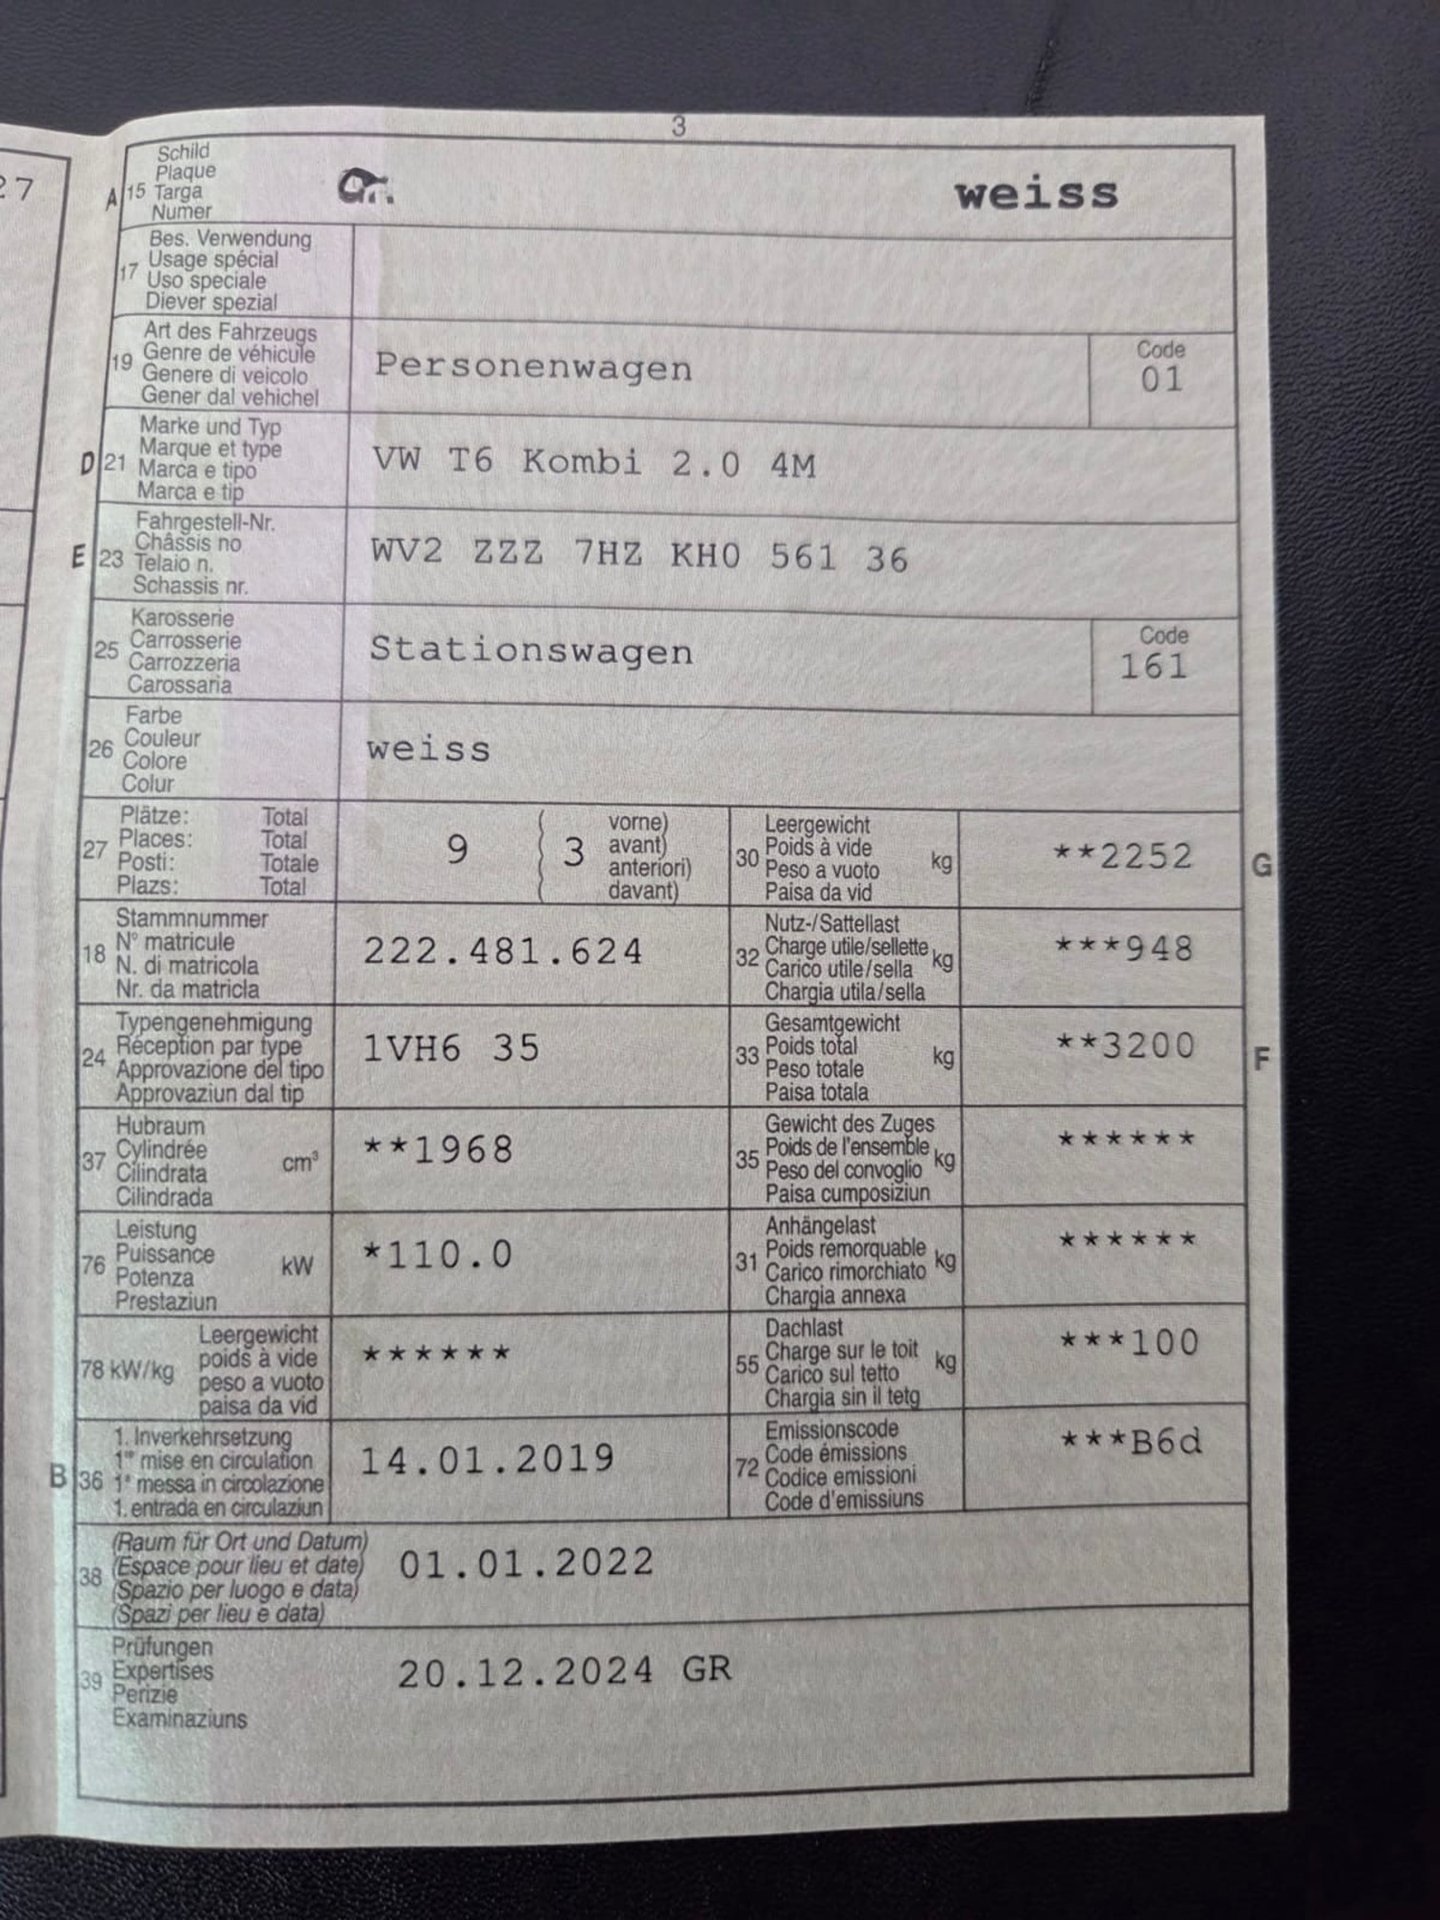 27
3
Schild
Plaque
A 15 Targa
Numer
weiss
Bes. Verwendung
Usage spécial
17 Uso speciale
Diever spezial
Art des Fahrzeugs
19 Genre de véhicule
Genere di veicolo
Gener dal vehichel
Personenwagen
Code
01
Marke und Typ
Marque et type
D 21 Marca e tipo
Marca e tip
VW T6 Kombi 2.0 4M
Fahrgestell-Nr.
Châssis no
E 23 Telaio n.
Schassis nr.
WV2 ZZZ 7HZ KH0 561 36
Karosserie
25 Carrosserie
Carrozzeria
Carossaria
Stationswagen
Code
161
Farbe
26 Couleur
Colore
Colur
weiss
Plätze: Total
27 Places: Total
Posti: Totale
Plazs: Total
9
3
vorne)
avant)
anteriori)
davant)
Leergewicht
30 Poids à vide kg
Peso a vuoto
Paisa da vid
**2252
G
Stammnummer
18 N° matricule
N. di matricola
Nr. da matricla
222.481.624
Nutz-/Sattellast
32 Charge utile/sellette kg
Carico utile/sella
Chargia utila/sella
***948
Typengenehmigung
24 Réception par type
Approvazione del tipo
Approvaziun dal tip
1VH6 35
Gesamtgewicht
33 Poids total kg
Peso totale
Paisa totala
**3200
F
Hubraum
37 Cylindrée cm³
Cilindrata
Cilindrada
**1968
Gewicht des Zuges
35 Poids de l'ensemble kg
Peso del convoglio
Paisa cumposiziun
******
Leistung
76 Puissance kW
Potenza
Prestaziun
*110.0
Anhängelast
31 Poids remorquable kg
Carico rimorchiato
Chargia annexa
******
Leergewicht
78 kW/kg poids à vide
peso a vuoto
paisa da vid
******
Dachlast
55 Charge sur le toit kg
Carico sul tetto
Chargia sin il tetg
***100
1. Inverkehrsetzung
B 36 1re mise en circulation
1a messa in circolazione
1. entrada en circulaziun
14.01.2019
Emissionscode
72 Code émissions
Codice emissioni
Code d'emissiuns
***B6d
(Raum für Ort und Datum)
38 (Espace pour lieu et date)
(Spazio per luogo e data)
(Spazi per lieu e data)
01.01.2022
Prüfungen
39 Expertises
Perizie
Examinaziuns
20.12.2024 GR